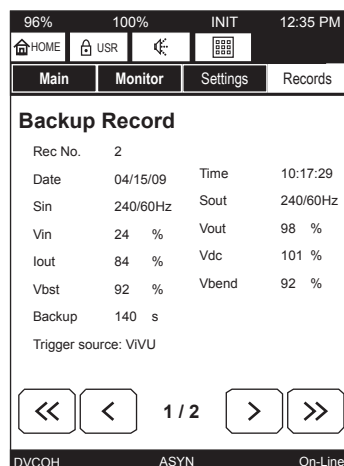 96% 100% INIT 12:35 PM
HOME USR
Main Monitor Settings Records
Backup Record
Rec No. 2
Date 04/15/09 Time 10:17:29
Sin 240/60Hz Sout 240/60Hz
Vin 24 % Vout 98 %
Iout 84 % Vdc 101 %
Vbst 92 % Vbend 92 %
Backup 140 s
Trigger source: ViVU
1 / 2
DVCOH ASYN On-Line